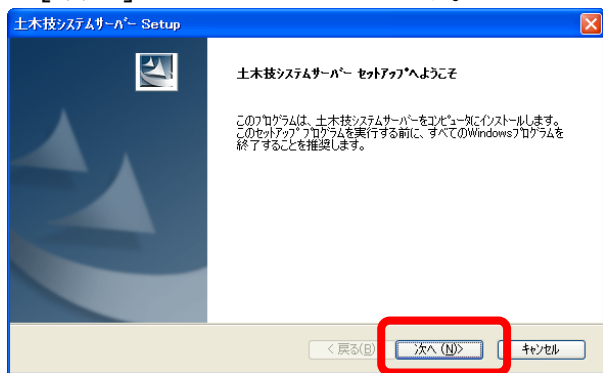 土木技システムサーバー Setup
土木技システムサーバー セットアップへようこそ
このプログラムは、土木技システムサーバーをコンピュータにインストールします。
このセットアップ プログラムを実行する前に、すべてのWindowsプログラムを
終了することを推奨します。
< 戻る(B) 次へ (N)> キャンセル